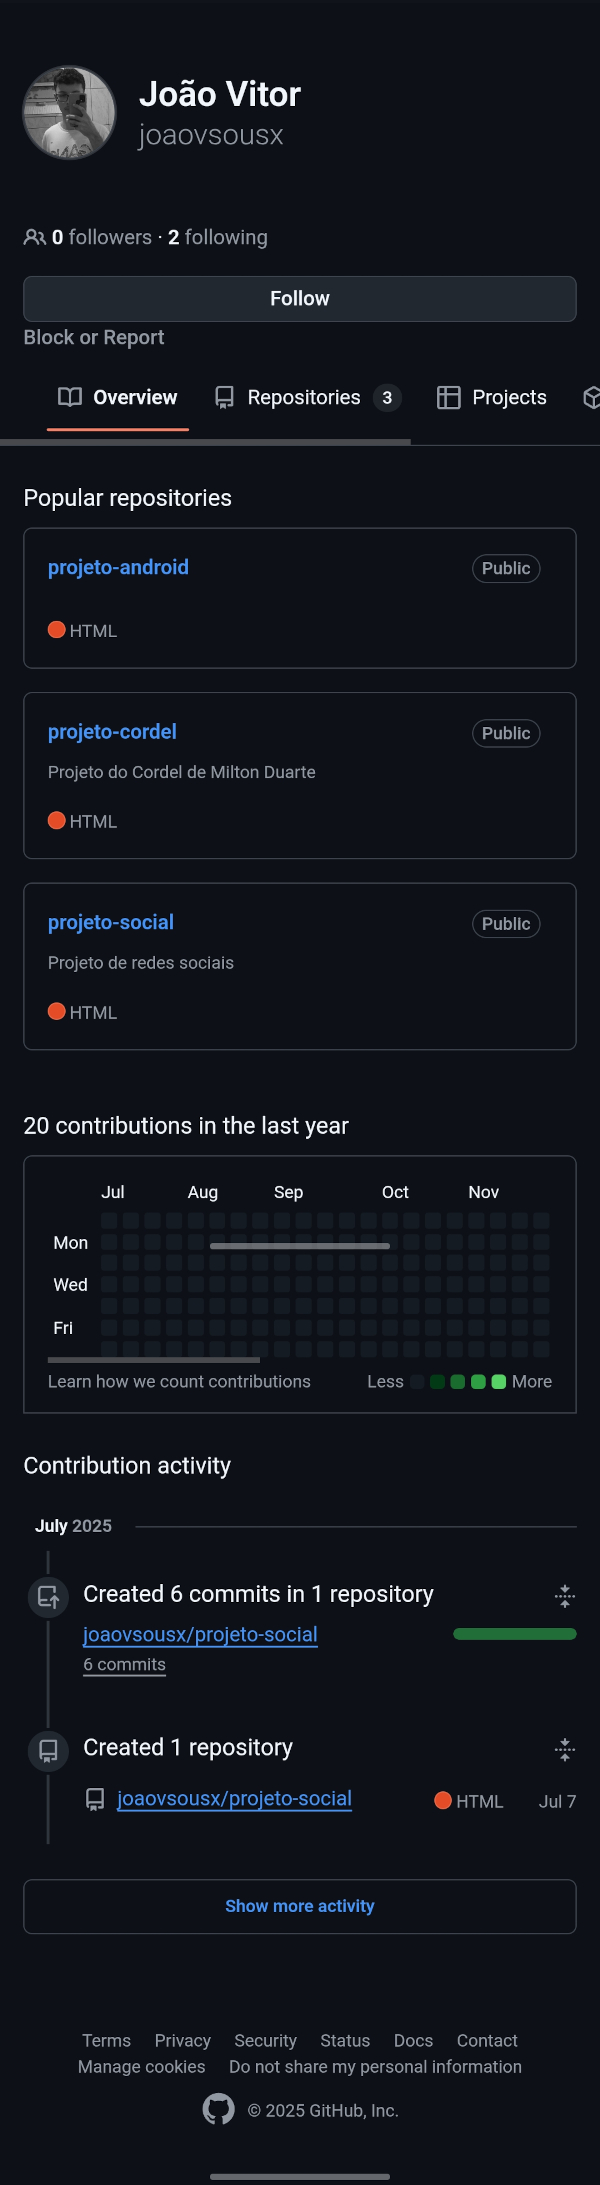 João Vitor
joaovsousx
0 followers · 2 following
Follow
Block or Report
Overview Repositories 3 Projects
Popular repositories
projeto-android Public
HTML
projeto-cordel Public
Projeto do Cordel de Milton Duarte
HTML
projeto-social Public
Projeto de redes sociais
HTML
20 contributions in the last year
Jul Aug Sep Oct Nov
Mon
Wed
Fri
Learn how we count contributions Less More
Contribution activity
July 2025
Created 6 commits in 1 repository
joaovsousx/projeto-social
6 commits
Created 1 repository
joaovsousx/projeto-social HTML Jul 7
Show more activity
Terms Privacy Security Status Docs Contact
Manage cookies Do not share my personal information
© 2025 GitHub, Inc.